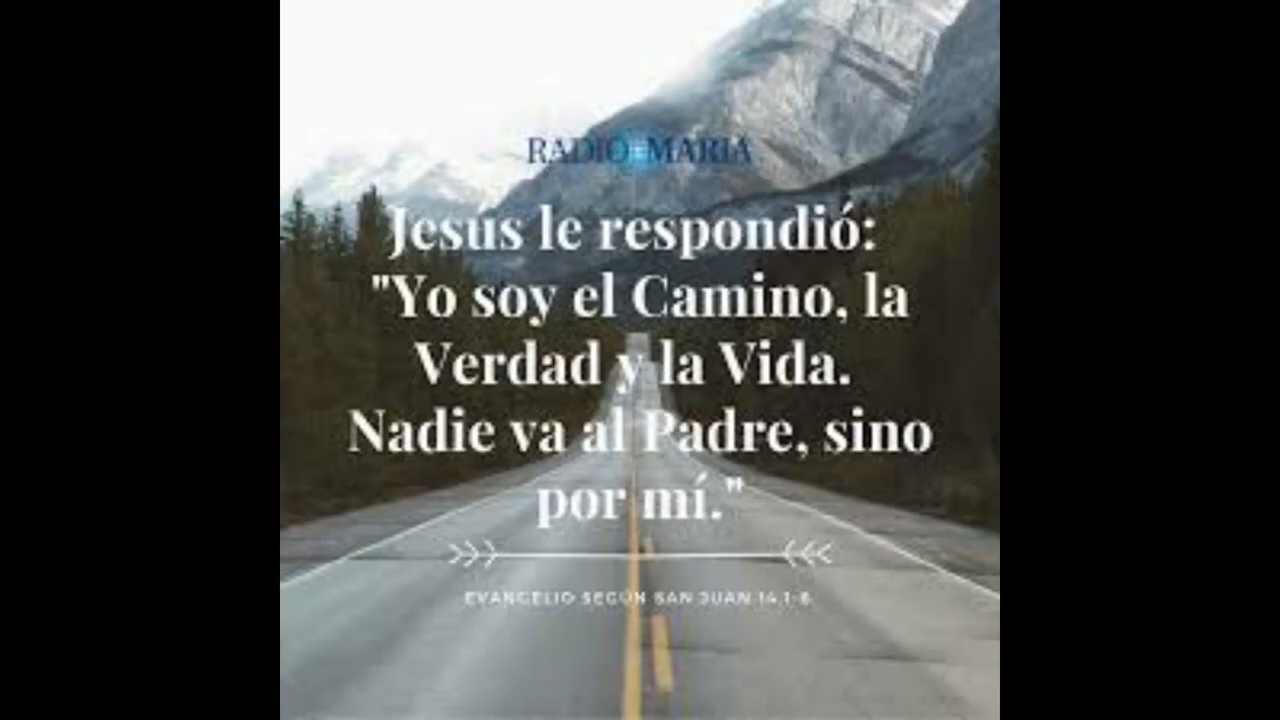 RADIO MARIA
Jesús le respondió:
"Yo soy el Camino, la
Verdad y la Vida.
Nadie va al Padre, sino
por mí."
EVANGELIO SEGÚN SAN JUAN 14,1-6